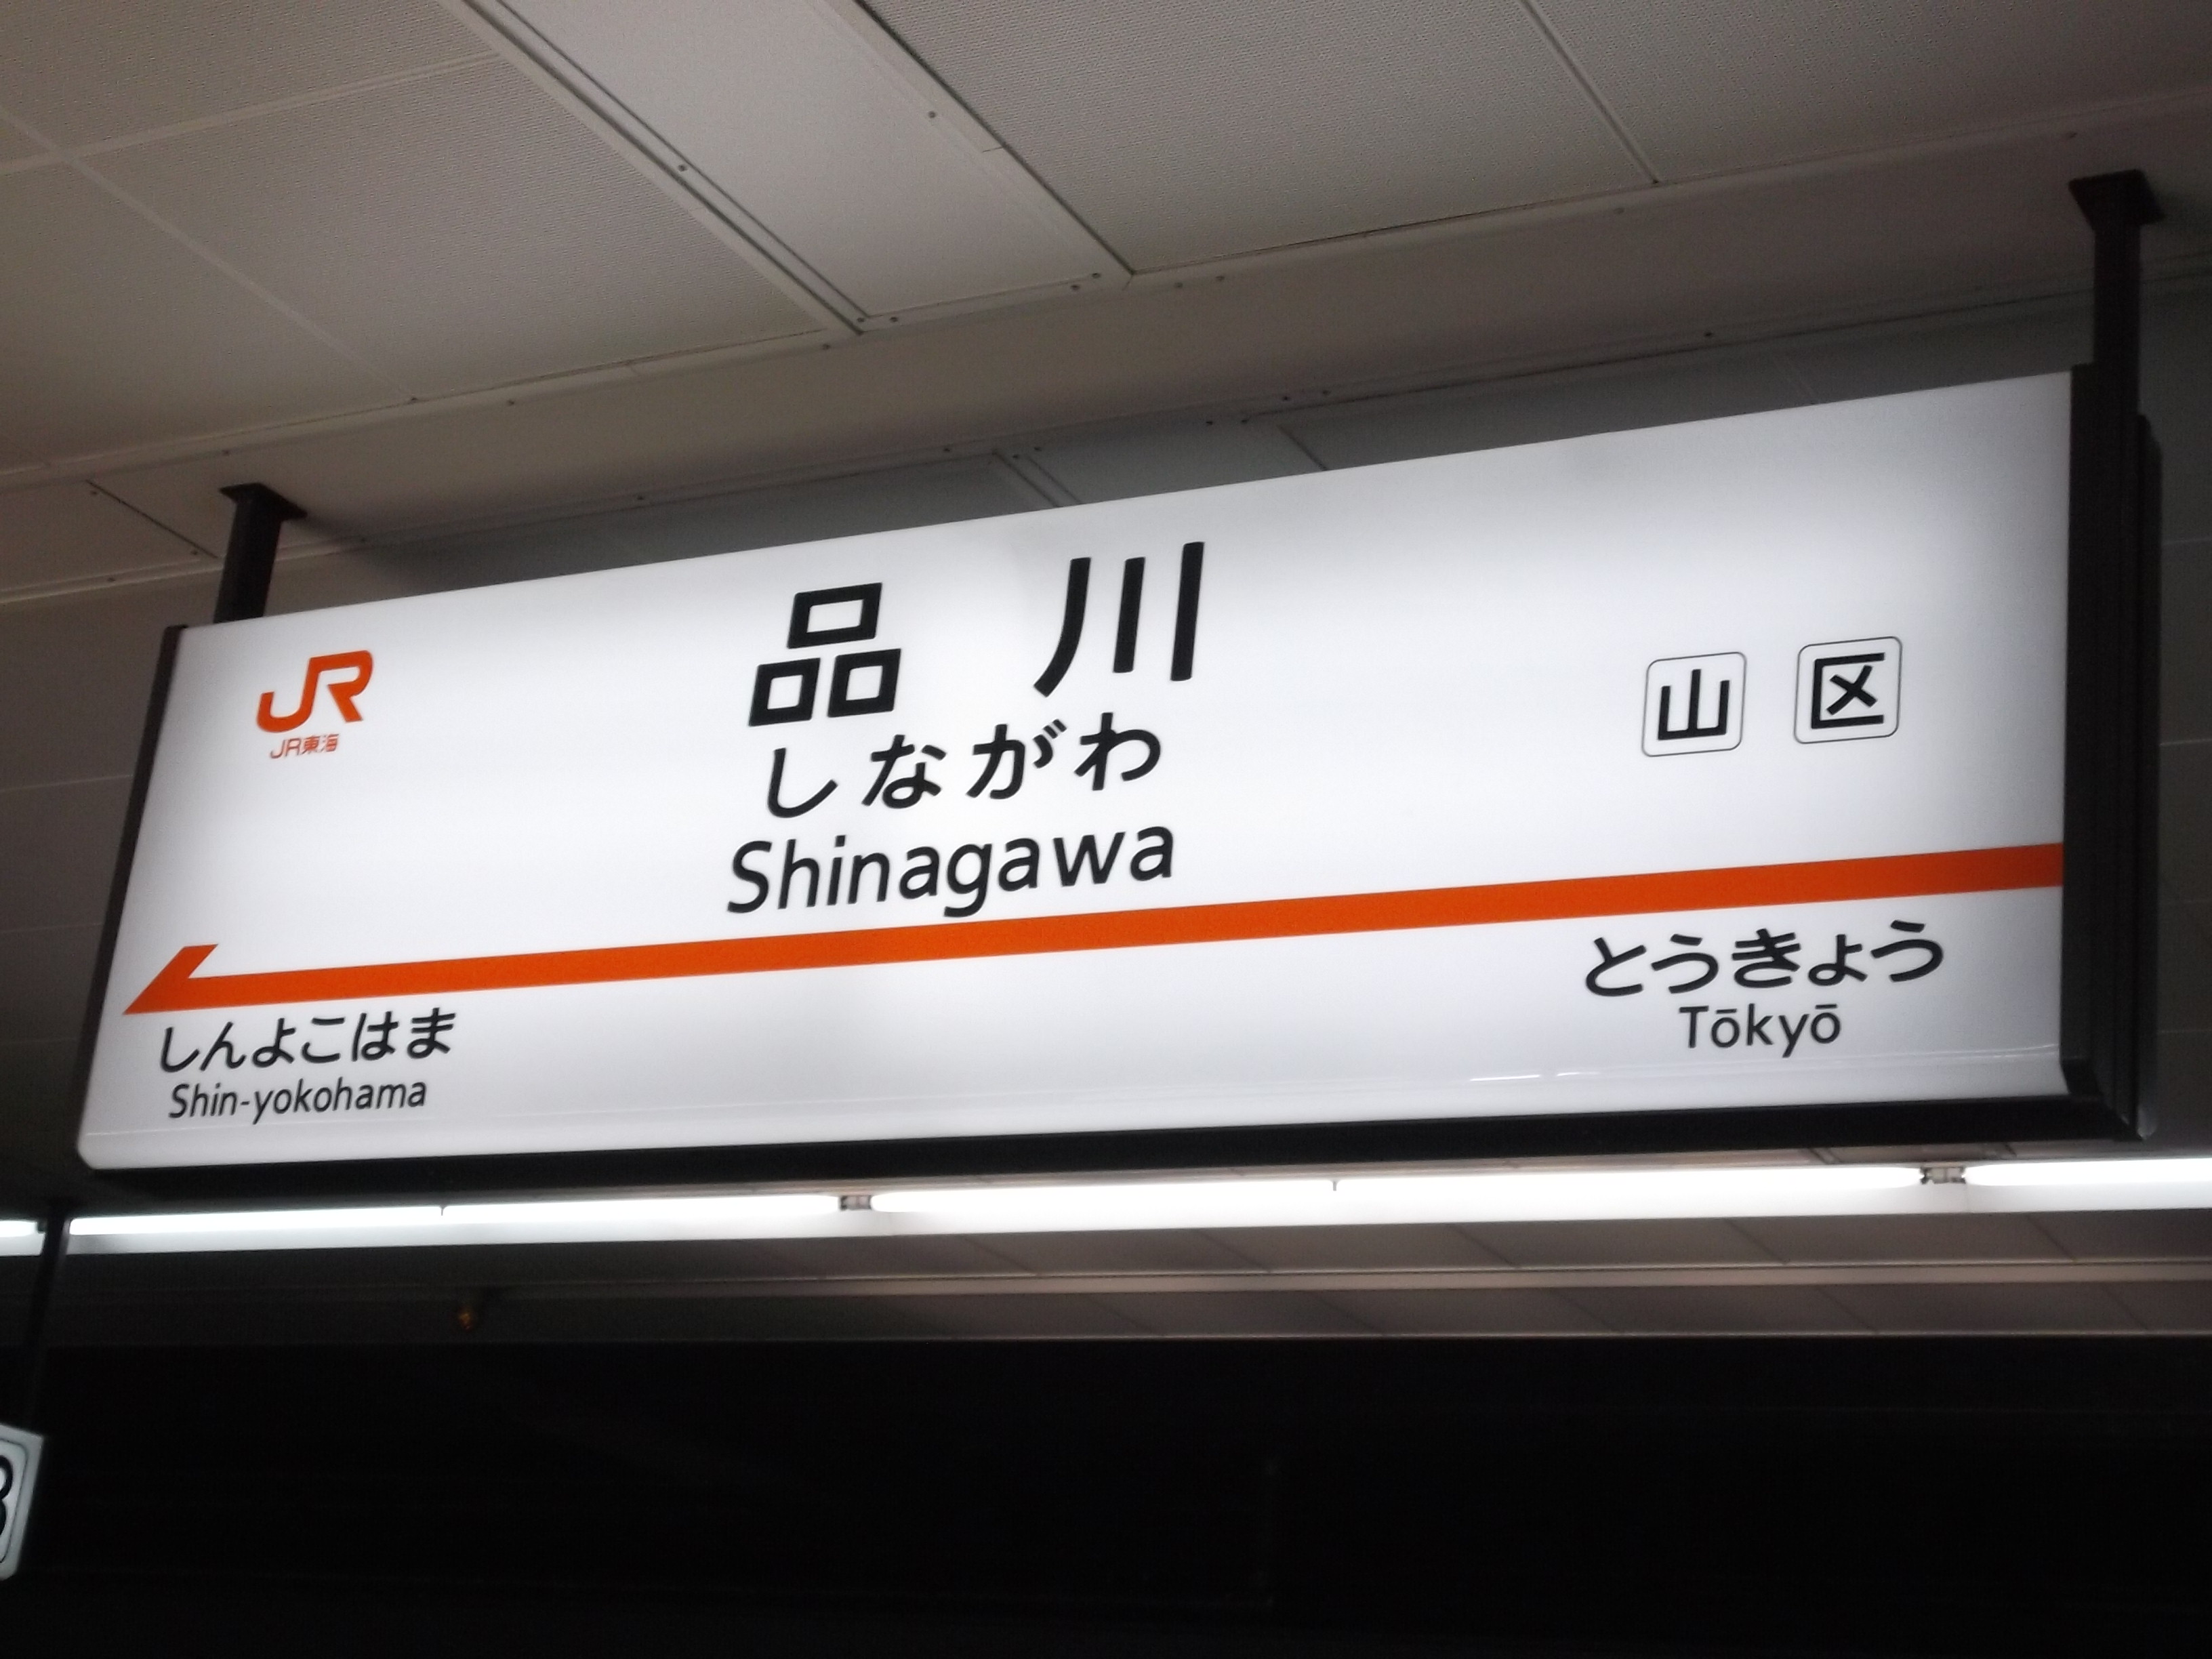 JR
JR東海
品川
しながわ
Shinagawa
山 区
しんよこはま
Shin-yokohama
とうきょう
Tōkyō